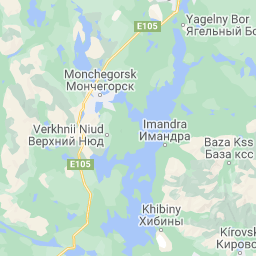 Yagelny Bor
Ягельный Бо
E105
Monchegorsk
Мончегорск
Verkhnii Niud
Верхний Нюд
Imandra
Имандра
Baza Kss
База ксс
E105
Khibiny
Хибины
Kirovsk
Кировс